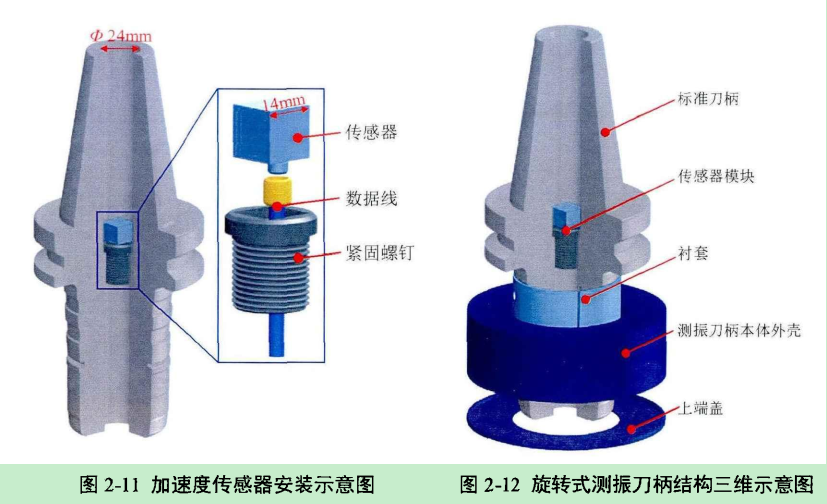 Φ 24mm
14mm
传感器
数据线
紧固螺钉
标准刀柄
传感器模块
衬套
测振刀柄本体外壳
上端盖
图 2-11 加速度传感器安装示意图
图 2-12 旋转式测振刀柄结构三维示意图